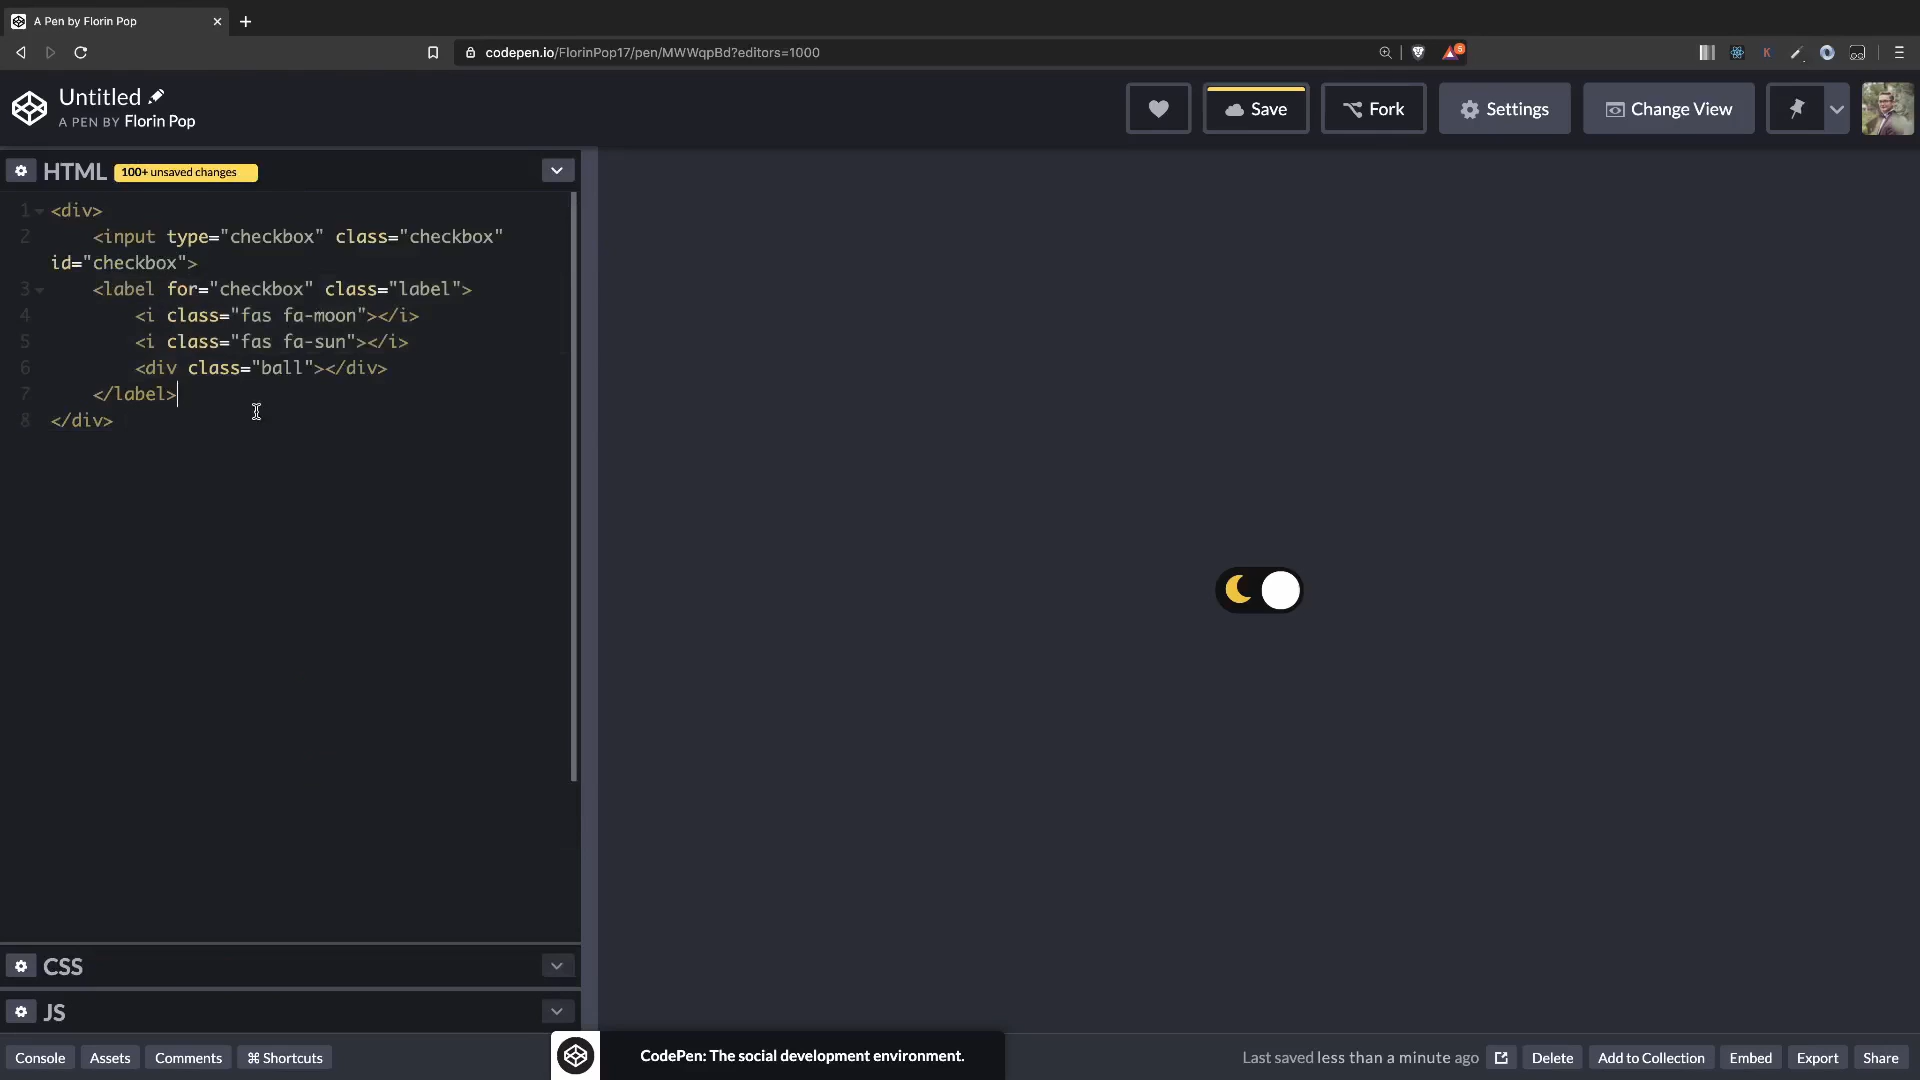 A Pen by Florin Pop
codepen.io/FlorinPop17/pen/MWWqpBd?editors=1000
5
K
Untitled
A PEN BY Florin Pop
Save
Fork
Settings
Change View
HTML
100+ unsaved changes
1 <div>
2 <input type="checkbox" class="checkbox"
id="checkbox">
3 <label for="checkbox" class="label">
4 <i class="fas fa-moon"></i>
5 <i class="fas fa-sun"></i>
6 <div class="ball"></div>
7 </label>
8 </div>
CSS
JS
Console
Assets
Comments
⌘ Shortcuts
CodePen: The social development environment.
Last saved less than a minute ago
Delete
Add to Collection
Embed
Export
Share